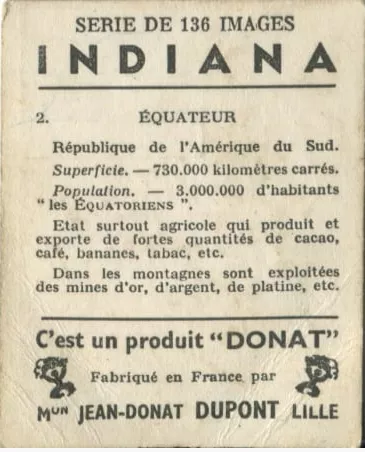 SERIE DE 136 IMAGES
INDIANA
2. ÉQUATEUR
République de l'Amérique du Sud.
Superficie. — 730.000 kilomètres carrés.
Population. — 3.000.000 d'habitants
" les ÉQUATORIENS ".
Etat surtout agricole qui produit et
exporte de fortes quantités de cacao,
café, bananes, tabac, etc.
Dans les montagnes sont exploitées
des mines d'or, d'argent, de platine, etc.
C'est un produit "DONAT"
Fabriqué en France par
MON JEAN-DONAT DUPONT LILLE